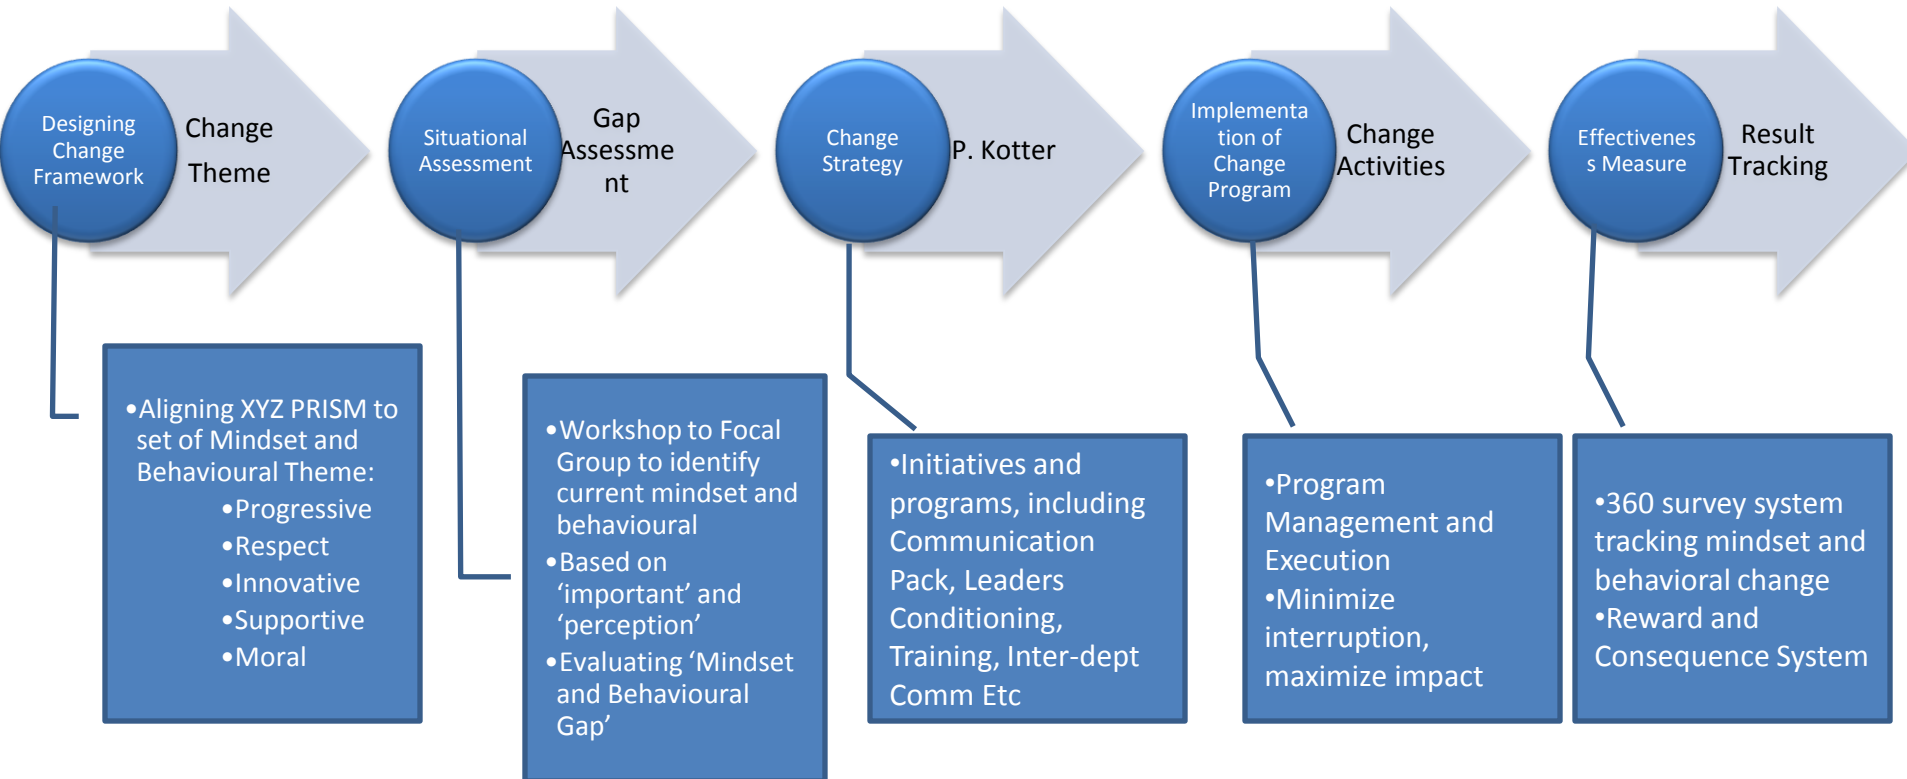 Designing
Change
Framework
Change
Theme
Situational
Assessment
Gap
Assessme
nt
Change
Strategy
P. Kotter
Implementa
tion of
Change
Program
Change
Activities
Effectivenes
s Measure
Result
Tracking
•Aligning XYZ PRISM to
set of Mindset and
Behavioural Theme:
•Progressive
•Respect
•Innovative
•Supportive
•Moral
•Workshop to Focal
Group to identify
current mindset and
behavioural
•Based on
‘important’ and
‘perception’
•Evaluating ‘Mindset
and Behavioural
Gap’
•Initiatives and
programs, including
Communication
Pack, Leaders
Conditioning,
Training, Inter-dept
Comm Etc
•Program
Management and
Execution
•Minimize
interruption,
maximize impact
•360 survey system
tracking mindset and
behavioral change
•Reward and
Consequence System